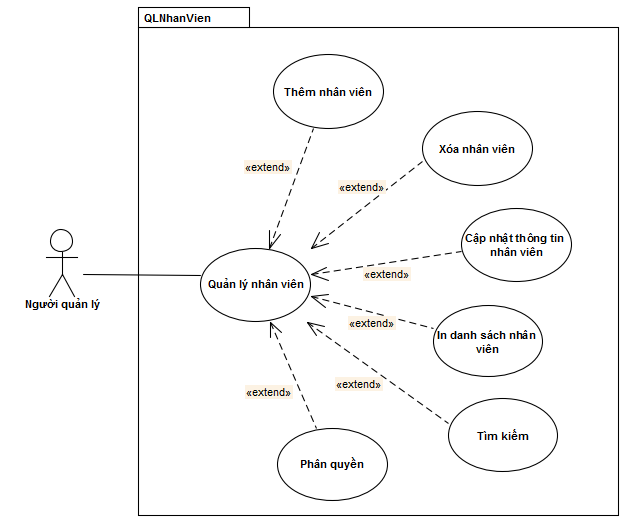 QLNhanVien
Thêm nhân viên
Xóa nhân viên
«extend»
«extend»
Cập nhật thông tin
nhân viên
«extend»
Quản lý nhân viên
Người quản lý
«extend»
In danh sách nhân
viên
«extend»
«extend»
Tìm kiếm
Phân quyền